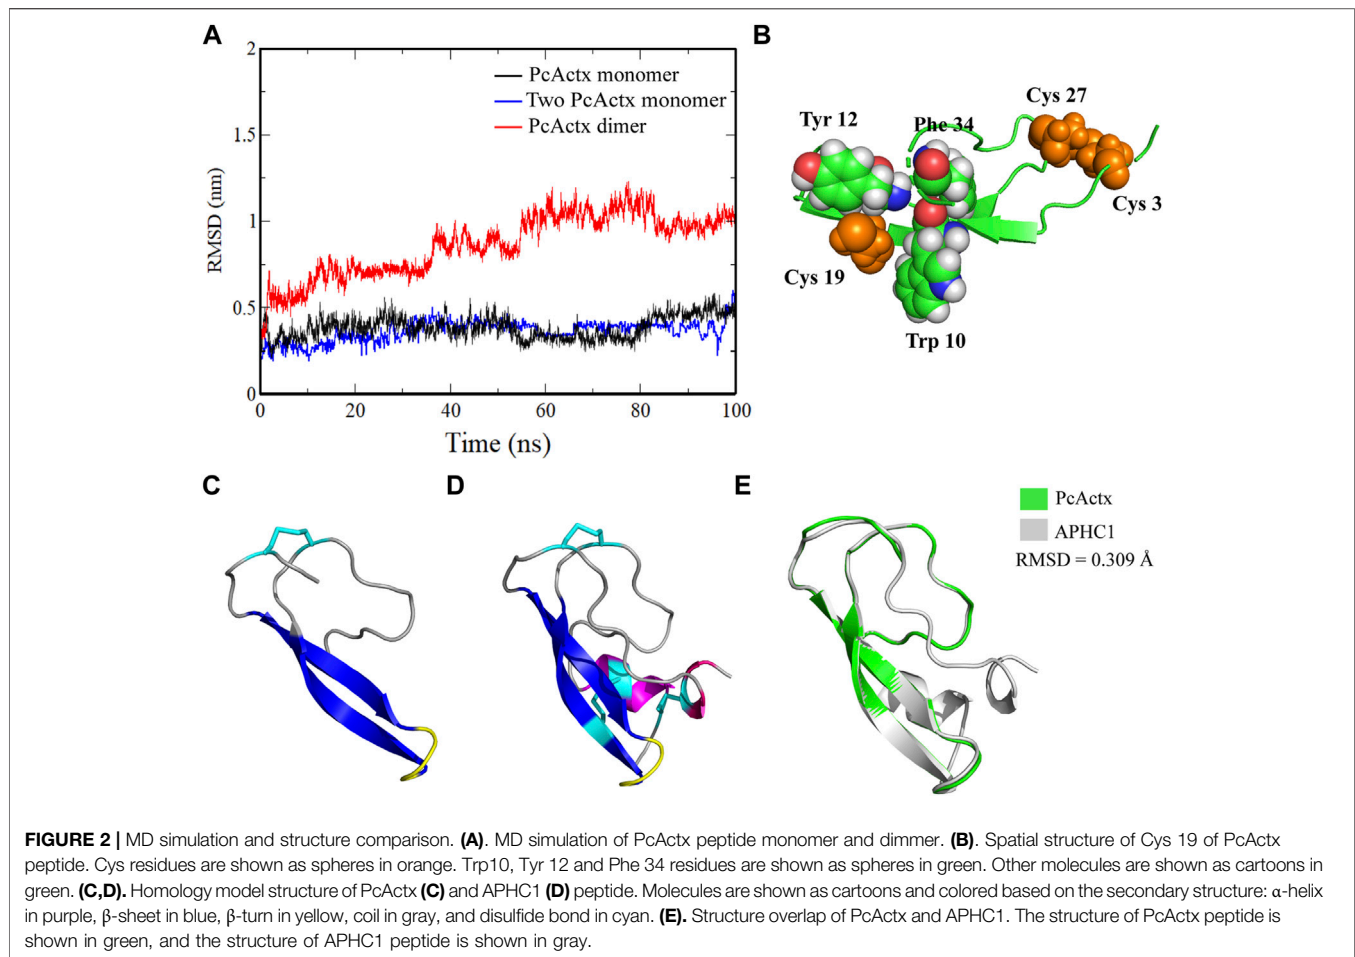 A
2
1.5
1
0.5
0
RMSD (nm)
PcActx monomer
Two PcActx monomer
PcActx dimer
0 20 40 60 80 100
Time (ns)
B
Tyr 12
Phe 34
Cys 27
Cys 3
Cys 19
Trp 10
C
D
E
PcActx
APHC1
RMSD = 0.309 Å
FIGURE 2 | MD simulation and structure comparison. (A). MD simulation of PcActx peptide monomer and dimmer. (B). Spatial structure of Cys 19 of PcActx
peptide. Cys residues are shown as spheres in orange. Trp10, Tyr 12 and Phe 34 residues are shown as spheres in green. Other molecules are shown as cartoons in
green. (C,D). Homology model structure of PcActx (C) and APHC1 (D) peptide. Molecules are shown as cartoons and colored based on the secondary structure: α-helix
in purple, β-sheet in blue, β-turn in yellow, coil in gray, and disulfide bond in cyan. (E). Structure overlap of PcActx and APHC1. The structure of PcActx peptide is
shown in green, and the structure of APHC1 peptide is shown in gray.